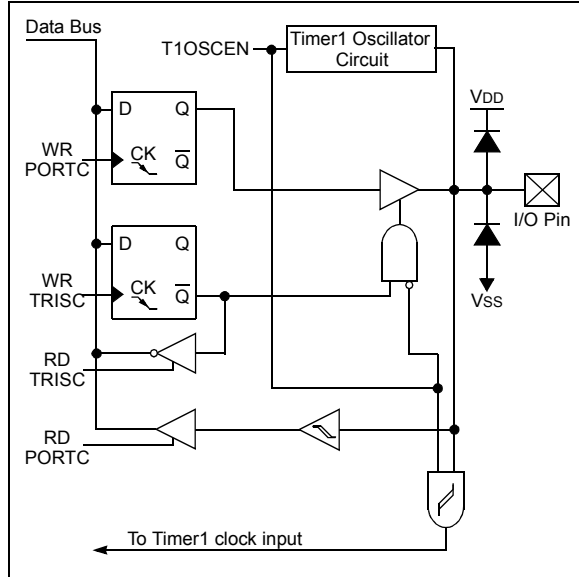 Data Bus
T1OSCEN
Timer1 Oscillator
Circuit
VDD
D Q
WR
PORTC
CK
Q
I/O Pin
D Q
WR
TRISC
CK
Q
VSS
RD
TRISC
RD
PORTC
To Timer1 clock input